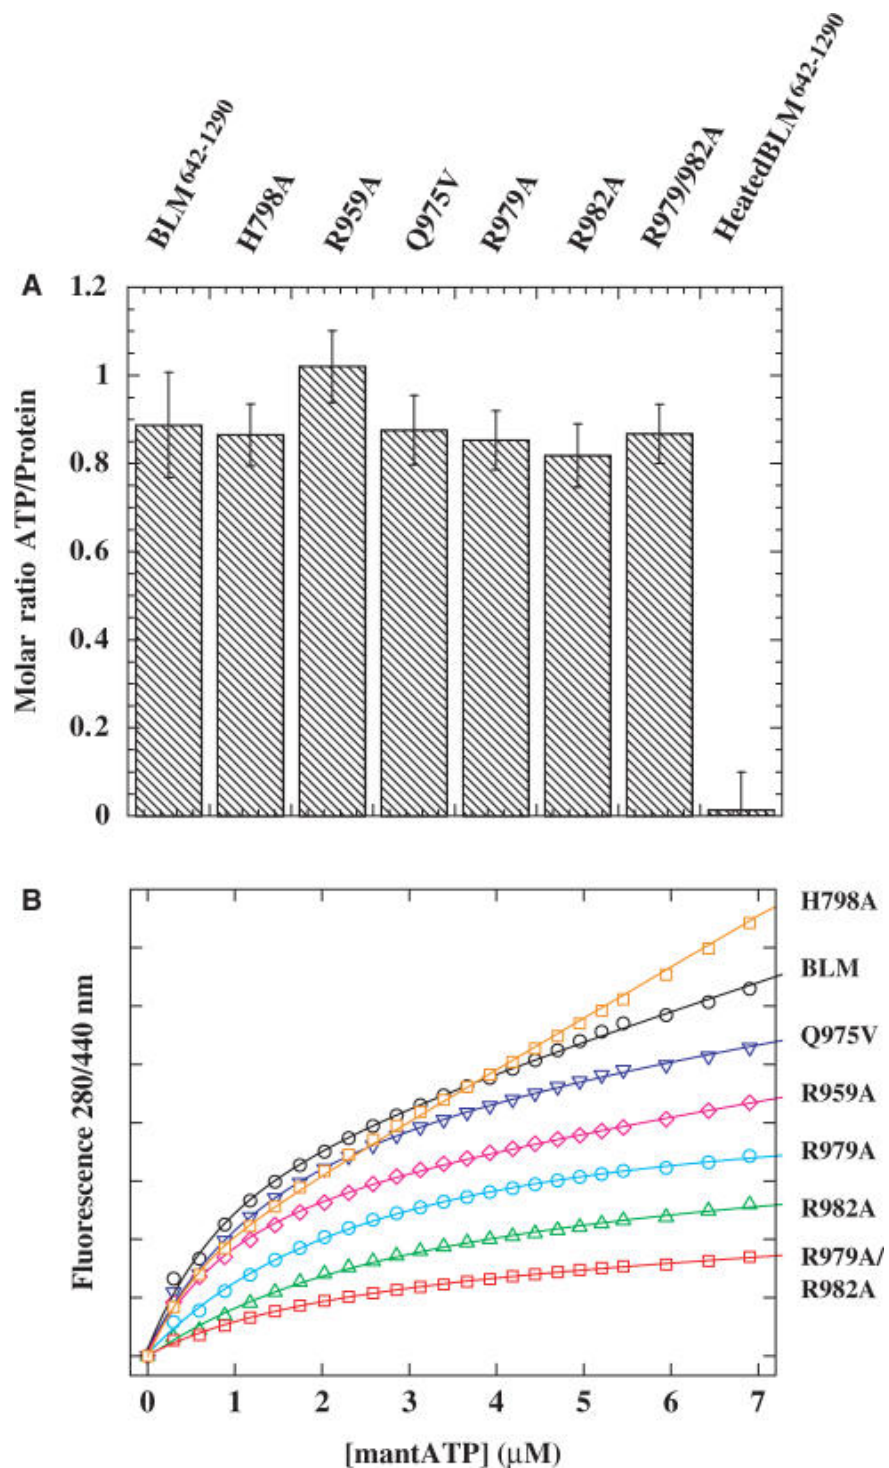 BLM642-1290
H798A
R959A
Q975V
R979A
R982A
R979/982A
HeatedBLM642-1290
A
1.2
1
0.8
0.6
0.4
0.2
0
Molar ratio ATP/Protein
B
H798A
BLM
Q975V
R959A
R979A
R982A
R979A/
R982A
Fluorescence 280/440 nm
0 1 2 3 4 5 6 7
[mantATP] (µM)